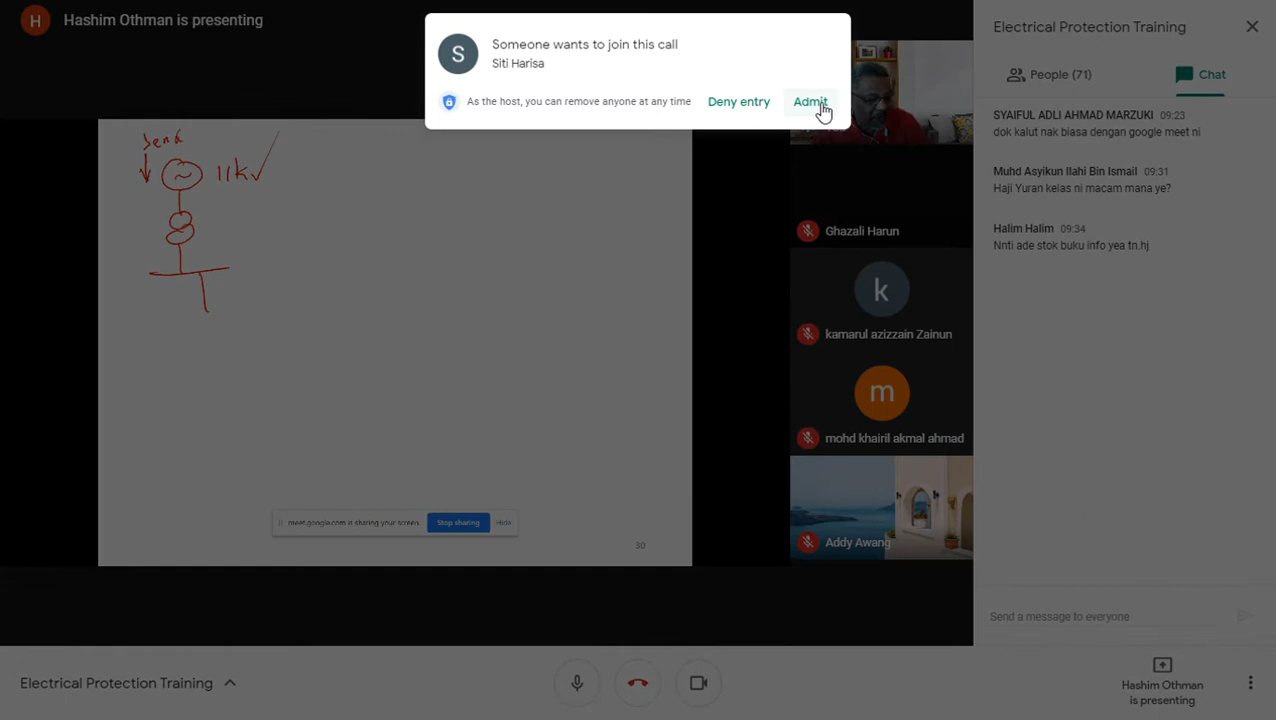 H
Hashim Othman is presenting
S
Someone wants to join this call
Siti Harisa
As the host, you can remove anyone at any time
Deny entry
Admit
Send
11kV
meet.google.com is sharing your screen.
Stop sharing
Hide
30
Ghazali Harun
k
kamarul azizzain Zainun
m
mohd khairil akmal ahmad
Addy Awang
Electrical Protection Training
People (71)
Chat
SYAIFUL ADLI AHMAD MARZUKI 09:23
dok kalut nak biasa dengan google meet ni
Muhd Asyikun Ilahi Bin Ismail 09:31
Haji Yuran kelas ni macam mana ye?
Halim Halim 09:34
Nnti ade stok buku info yea tn.hj
Send a message to everyone
Electrical Protection Training
Hashim Othman
is presenting